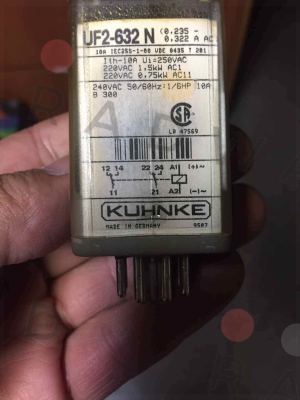 UF2-632 N (0.235 - 0.322 A AC
10A IEC255-1-00 VDE 0435 T 201
Ith-10A Ui=250VAC
220VAC 1,5kW AC1
220VAC 0,75kW AC11
240VAC 50/60Hz:1/6HP 10A
B 300
LR 47569
12 14 22 24 A1 (+)~
11 21 A2 (-)~
KUHNKE
MADE IN GERMANY 9507